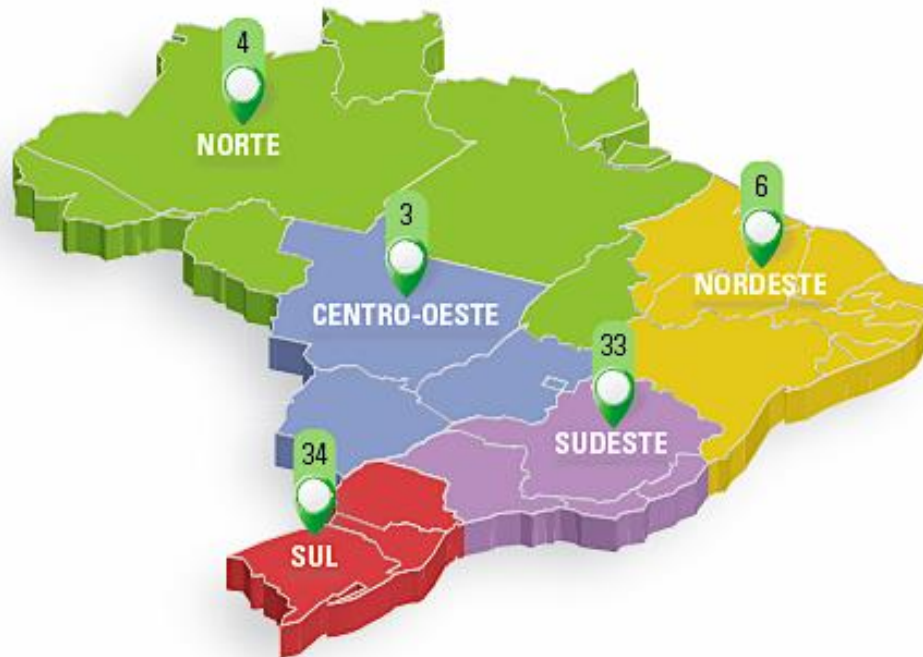 4
NORTE
6
NORDESTE
3
CENTRO-OESTE
33
SUDESTE
34
SUL